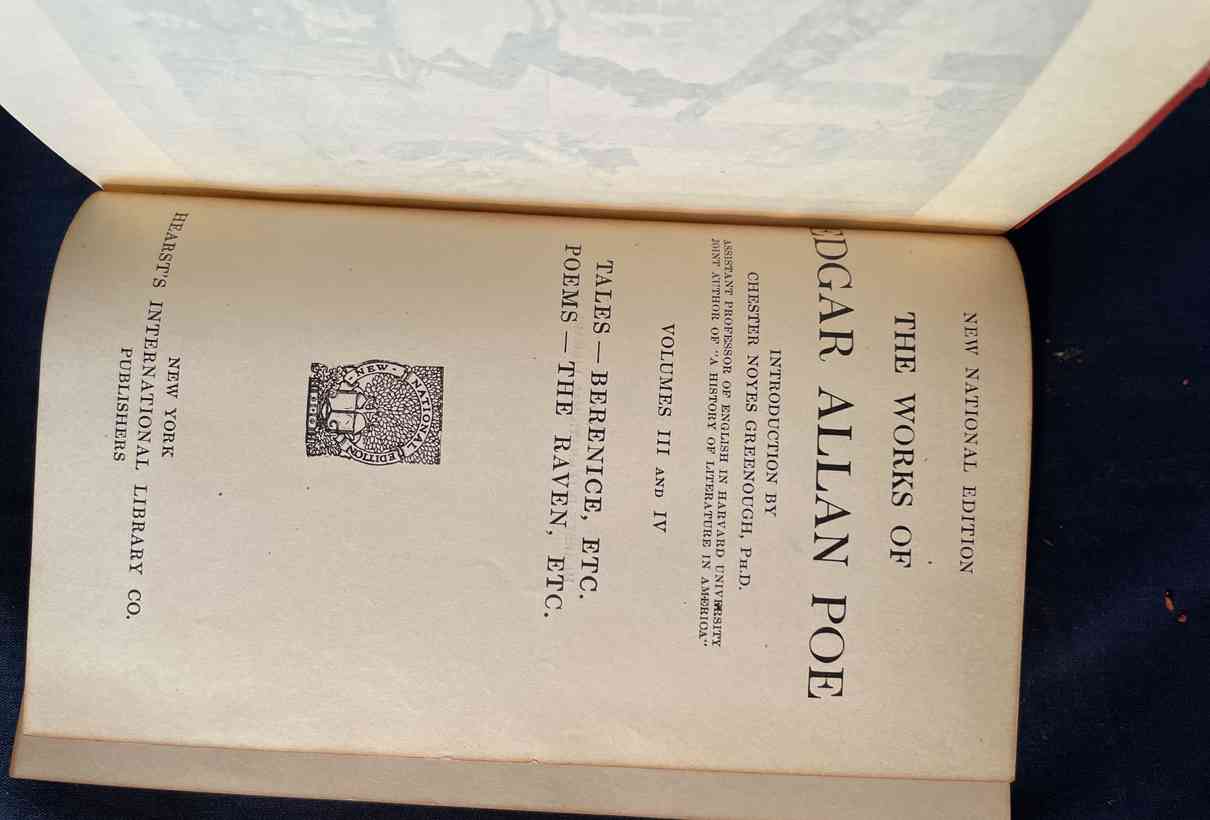 NEW NATIONAL EDITION
THE WORKS OF
EDGAR ALLAN POE
INTRODUCTION BY
CHESTER NOYES GREENOUGH, PH.D.
ASSISTANT PROFESSOR OF ENGLISH IN HARVARD UNIVERSITY
JOINT AUTHOR OF "A HISTORY OF LITERATURE IN AMERICA"
VOLUMES III AND IV
TALES — BERENICE, ETC.
POEMS — THE RAVEN, ETC.
NEW · NATIONAL EDITION
NEW YORK
HEARST'S INTERNATIONAL LIBRARY CO.
PUBLISHERS